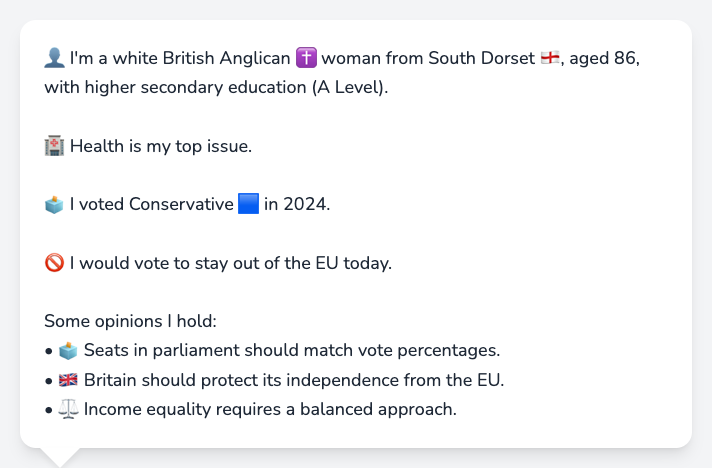 👤 I'm a white British Anglican ✝️ woman from South Dorset 🏴󠁧󠁢󠁥󠁮󠁧󠁿, aged 86,
with higher secondary education (A Level).
🏥 Health is my top issue.
🗳️ I voted Conservative 🟦 in 2024.
🚫 I would vote to stay out of the EU today.
Some opinions I hold:
• 🗳️ Seats in parliament should match vote percentages.
• 🇬🇧 Britain should protect its independence from the EU.
• ⚖️ Income equality requires a balanced approach.